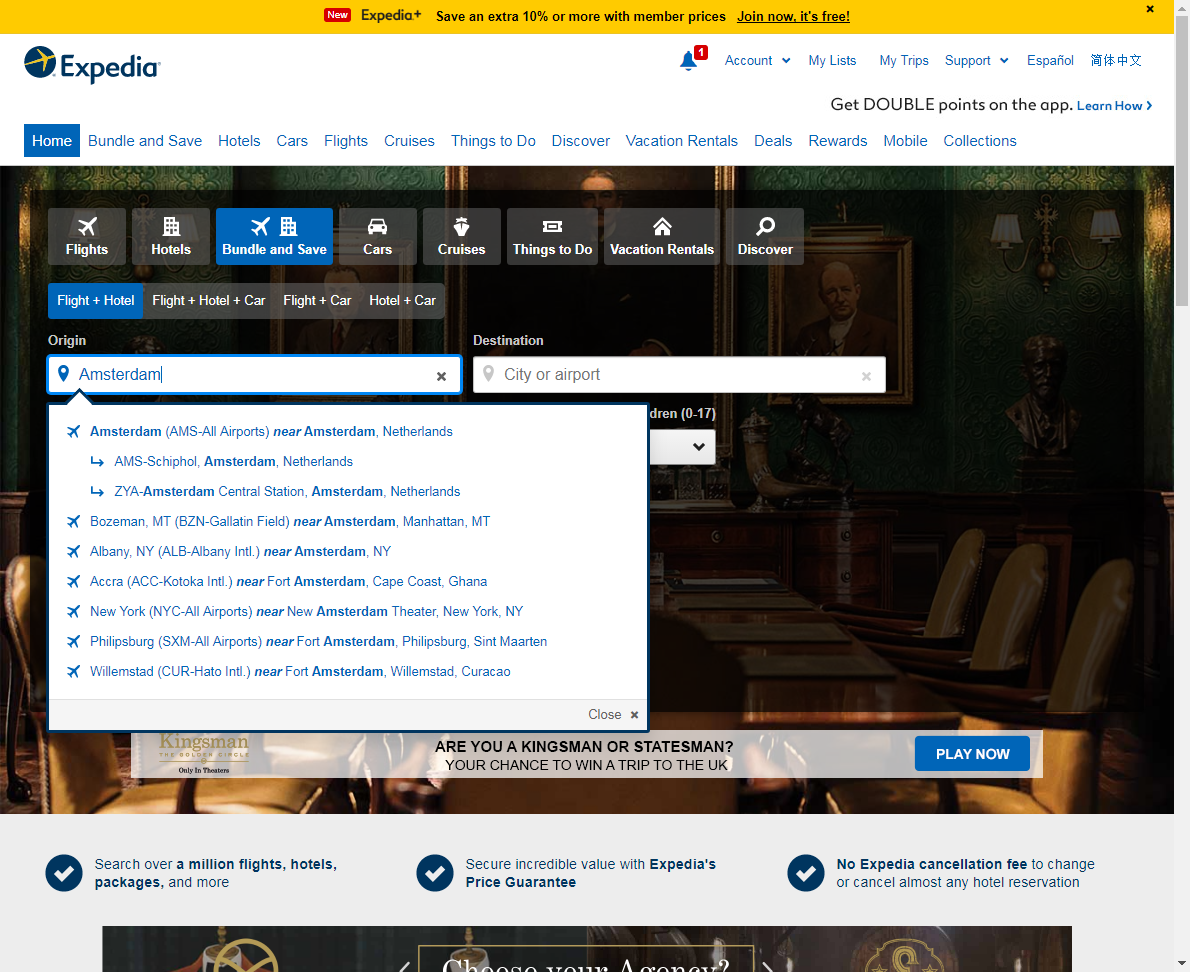 New Expedia+ Save an extra 10% or more with member prices Join now, it's free!
Expedia
1 Account My Lists My Trips Support Español 简体中文
Get DOUBLE points on the app. Learn How
Home Bundle and Save Hotels Cars Flights Cruises Things to Do Discover Vacation Rentals Deals Rewards Mobile Collections
Flights Hotels Bundle and Save Cars Cruises Things to Do Vacation Rentals Discover
Flight + Hotel Flight + Hotel + Car Flight + Car Hotel + Car
Origin Destination
Amsterdam City or airport
dren (0-17)
Amsterdam (AMS-All Airports) near Amsterdam, Netherlands
AMS-Schiphol, Amsterdam, Netherlands
ZYA-Amsterdam Central Station, Amsterdam, Netherlands
Bozeman, MT (BZN-Gallatin Field) near Amsterdam, Manhattan, MT
Albany, NY (ALB-Albany Intl.) near Amsterdam, NY
Accra (ACC-Kotoka Intl.) near Fort Amsterdam, Cape Coast, Ghana
New York (NYC-All Airports) near New Amsterdam Theater, New York, NY
Philipsburg (SXM-All Airports) near Fort Amsterdam, Philipsburg, Sint Maarten
Willemstad (CUR-Hato Intl.) near Fort Amsterdam, Willemstad, Curacao
Close
Kingsman
THE GOLDEN CIRCLE
Only In Theaters
ARE YOU A KINGSMAN OR STATESMAN?
YOUR CHANCE TO WIN A TRIP TO THE UK
PLAY NOW
Search over a million flights, hotels,
packages, and more
Secure incredible value with Expedia's
Price Guarantee
No Expedia cancellation fee to change
or cancel almost any hotel reservation
Choose your Agency?